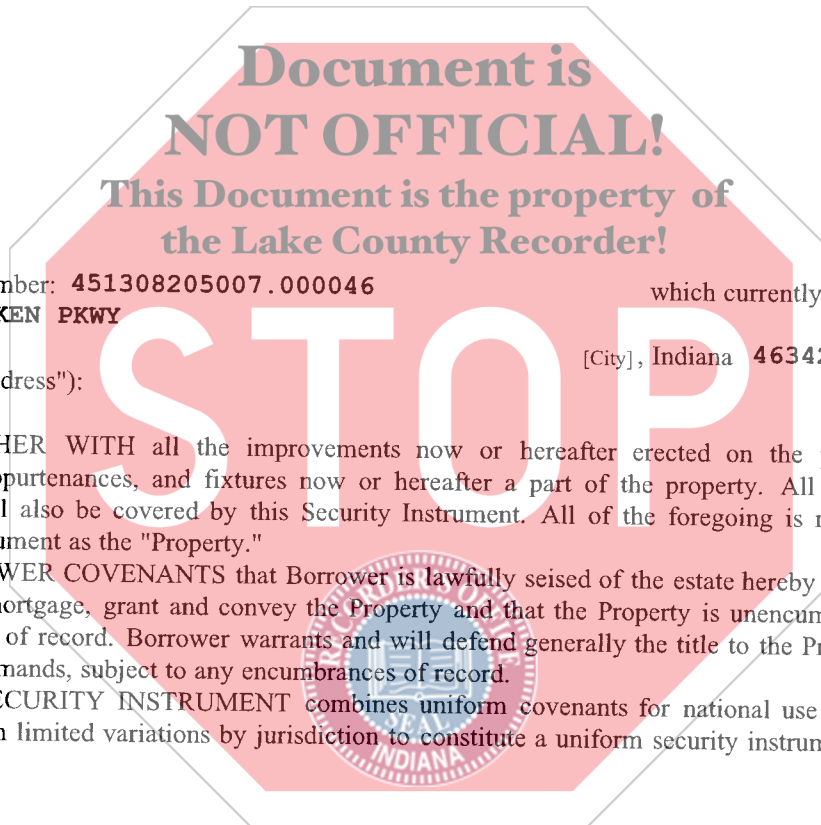 Document is
NOT OFFICIAL!
This Document is the property of
the Lake County Recorder!
mber: 451308205007.000046 which currently
KEN PKWY
[City], Indiana 46342
dress"):
STOP
HER WITH all the improvements now or hereafter erected on the
ppurtenances, and fixtures now or hereafter a part of the property. All
l also be covered by this Security Instrument. All of the foregoing is r
ument as the "Property."
WER COVENANTS that Borrower is lawfully seised of the estate hereby
nortgage, grant and convey the Property and that the Property is unencum
of record. Borrower warrants and will defend generally the title to the Pr
mands, subject to any encumbrances of record.
ECURITY INSTRUMENT combines uniform covenants for national use
h limited variations by jurisdiction to constitute a uniform security instrum
RECORDER'S OFFICE
SEAL
INDIANA